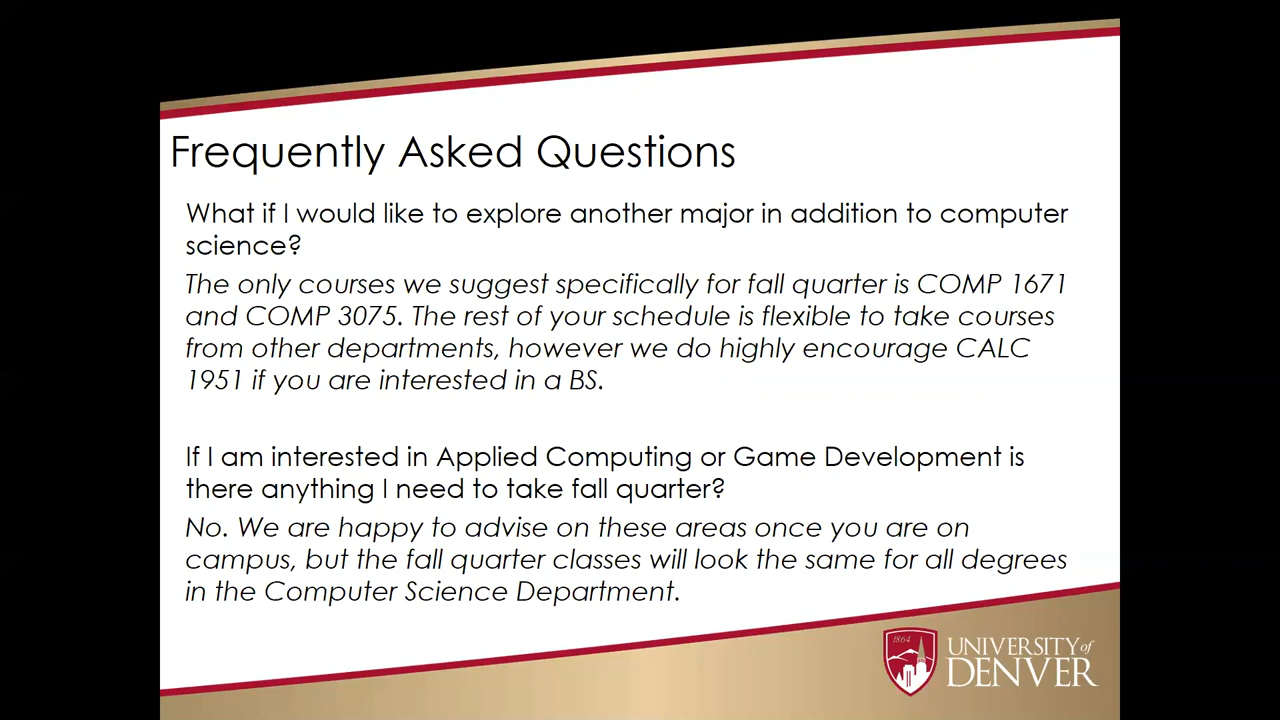 Frequently Asked Questions
What if I would like to explore another major in addition to computer
science?
The only courses we suggest specifically for fall quarter is COMP 1671
and COMP 3075. The rest of your schedule is flexible to take courses
from other departments, however we do highly encourage CALC
1951 if you are interested in a BS.
If I am interested in Applied Computing or Game Development is
there anything I need to take fall quarter?
No. We are happy to advise on these areas once you are on
campus, but the fall quarter classes will look the same for all degrees
in the Computer Science Department.
1864
UNIVERSITY of
DENVER